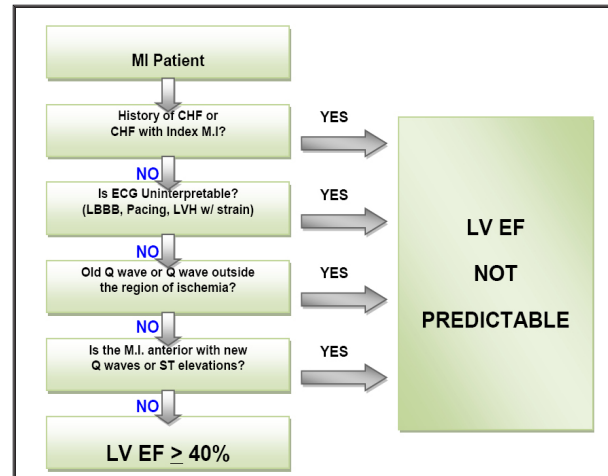 MI Patient
History of CHF or
CHF with Index M.I?
YES
NO
Is ECG Uninterpretable?
(LBBB, Pacing, LVH w/ strain)
YES
NO
Old Q wave or Q wave outside
the region of ischemia?
YES
NO
Is the M.I. anterior with new
Q waves or ST elevations?
YES
NO
LV EF ≥ 40%
LV EF
NOT
PREDICTABLE